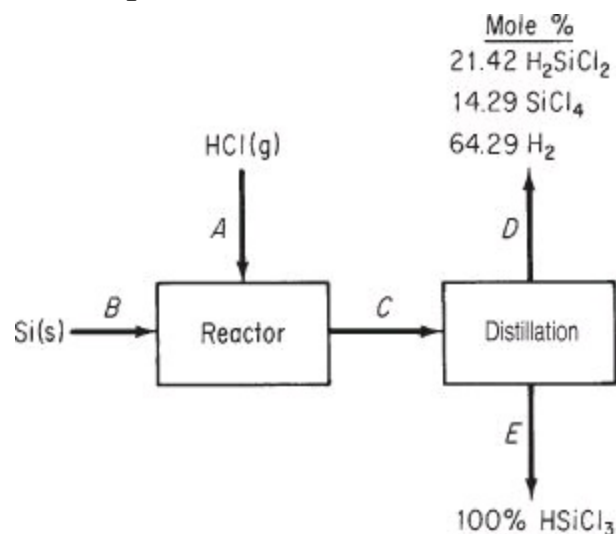 Mole %
21.42 H₂SiCl₂
14.29 SiCl₄
64.29 H₂
HCl(g)
A
D
Si(s)
B
Reactor
C
Distillation
E
100% HSiCl₃